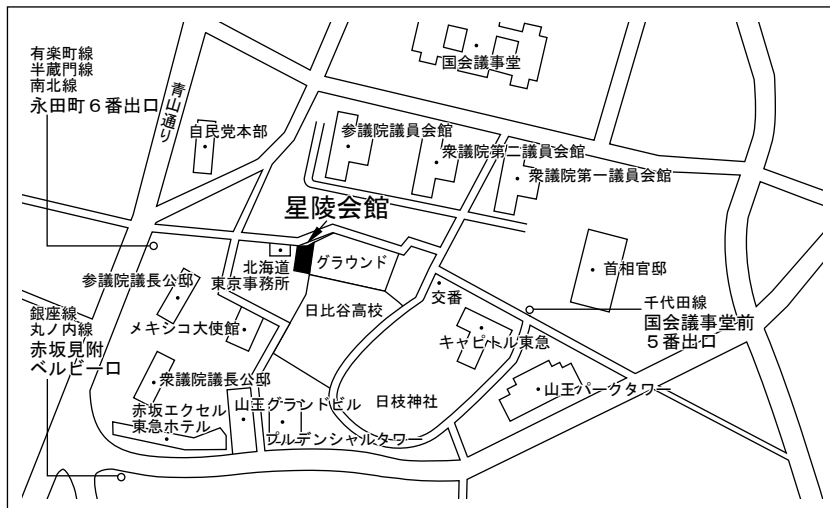 有楽町線
半蔵門線
南北線
永田町６番出口
青山通り
国会議事堂
自民党本部
参議院議員会館
衆議院第二議員会館
衆議院第一議員会館
星陵会館
北海道
東京事務所
グラウンド
首相官邸
参議院議長公邸
日比谷高校
交番
千代田線
国会議事堂前
５番出口
銀座線
丸ノ内線
赤坂見附
ベルビー口
メキシコ大使館
キャピトル東急
衆議院議長公邸
日枝神社
山王パークタワー
赤坂エクセル
東急ホテル
山王グランドビル
プルデンシャルタワー